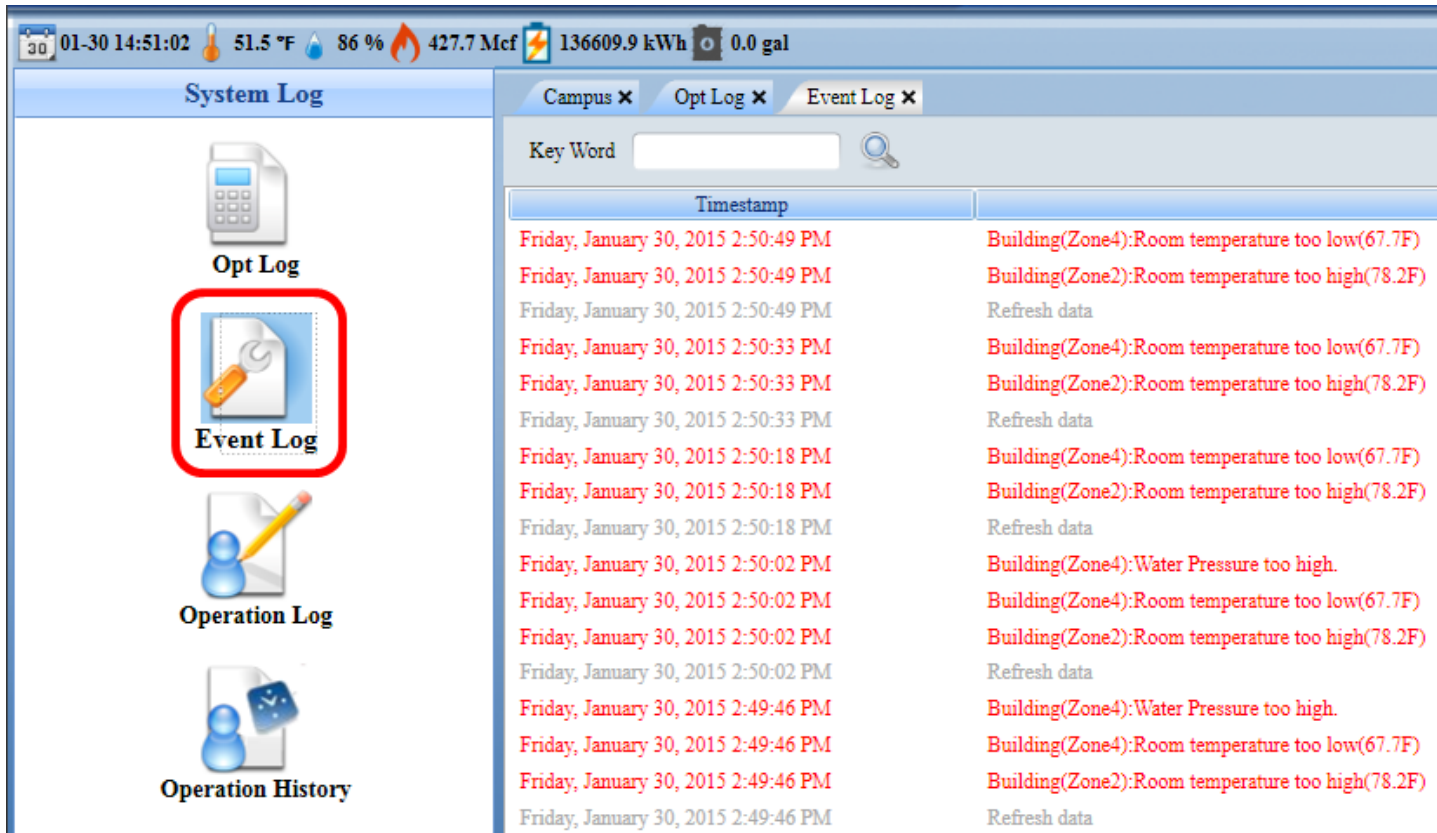 30 01-30 14:51:02 51.5 °F 86 % 427.7 Mcf 136609.9 kWh 0.0 gal
System Log
Opt Log
Event Log
Operation Log
Operation History
Campus Opt Log Event Log
Key Word
Timestamp
Friday, January 30, 2015 2:50:49 PM Building(Zone4):Room temperature too low(67.7F)
Friday, January 30, 2015 2:50:49 PM Building(Zone2):Room temperature too high(78.2F)
Friday, January 30, 2015 2:50:49 PM Refresh data
Friday, January 30, 2015 2:50:33 PM Building(Zone4):Room temperature too low(67.7F)
Friday, January 30, 2015 2:50:33 PM Building(Zone2):Room temperature too high(78.2F)
Friday, January 30, 2015 2:50:33 PM Refresh data
Friday, January 30, 2015 2:50:18 PM Building(Zone4):Room temperature too low(67.7F)
Friday, January 30, 2015 2:50:18 PM Building(Zone2):Room temperature too high(78.2F)
Friday, January 30, 2015 2:50:18 PM Refresh data
Friday, January 30, 2015 2:50:02 PM Building(Zone4):Water Pressure too high.
Friday, January 30, 2015 2:50:02 PM Building(Zone4):Room temperature too low(67.7F)
Friday, January 30, 2015 2:50:02 PM Building(Zone2):Room temperature too high(78.2F)
Friday, January 30, 2015 2:50:02 PM Refresh data
Friday, January 30, 2015 2:49:46 PM Building(Zone4):Water Pressure too high.
Friday, January 30, 2015 2:49:46 PM Building(Zone4):Room temperature too low(67.7F)
Friday, January 30, 2015 2:49:46 PM Building(Zone2):Room temperature too high(78.2F)
Friday, January 30, 2015 2:49:46 PM Refresh data